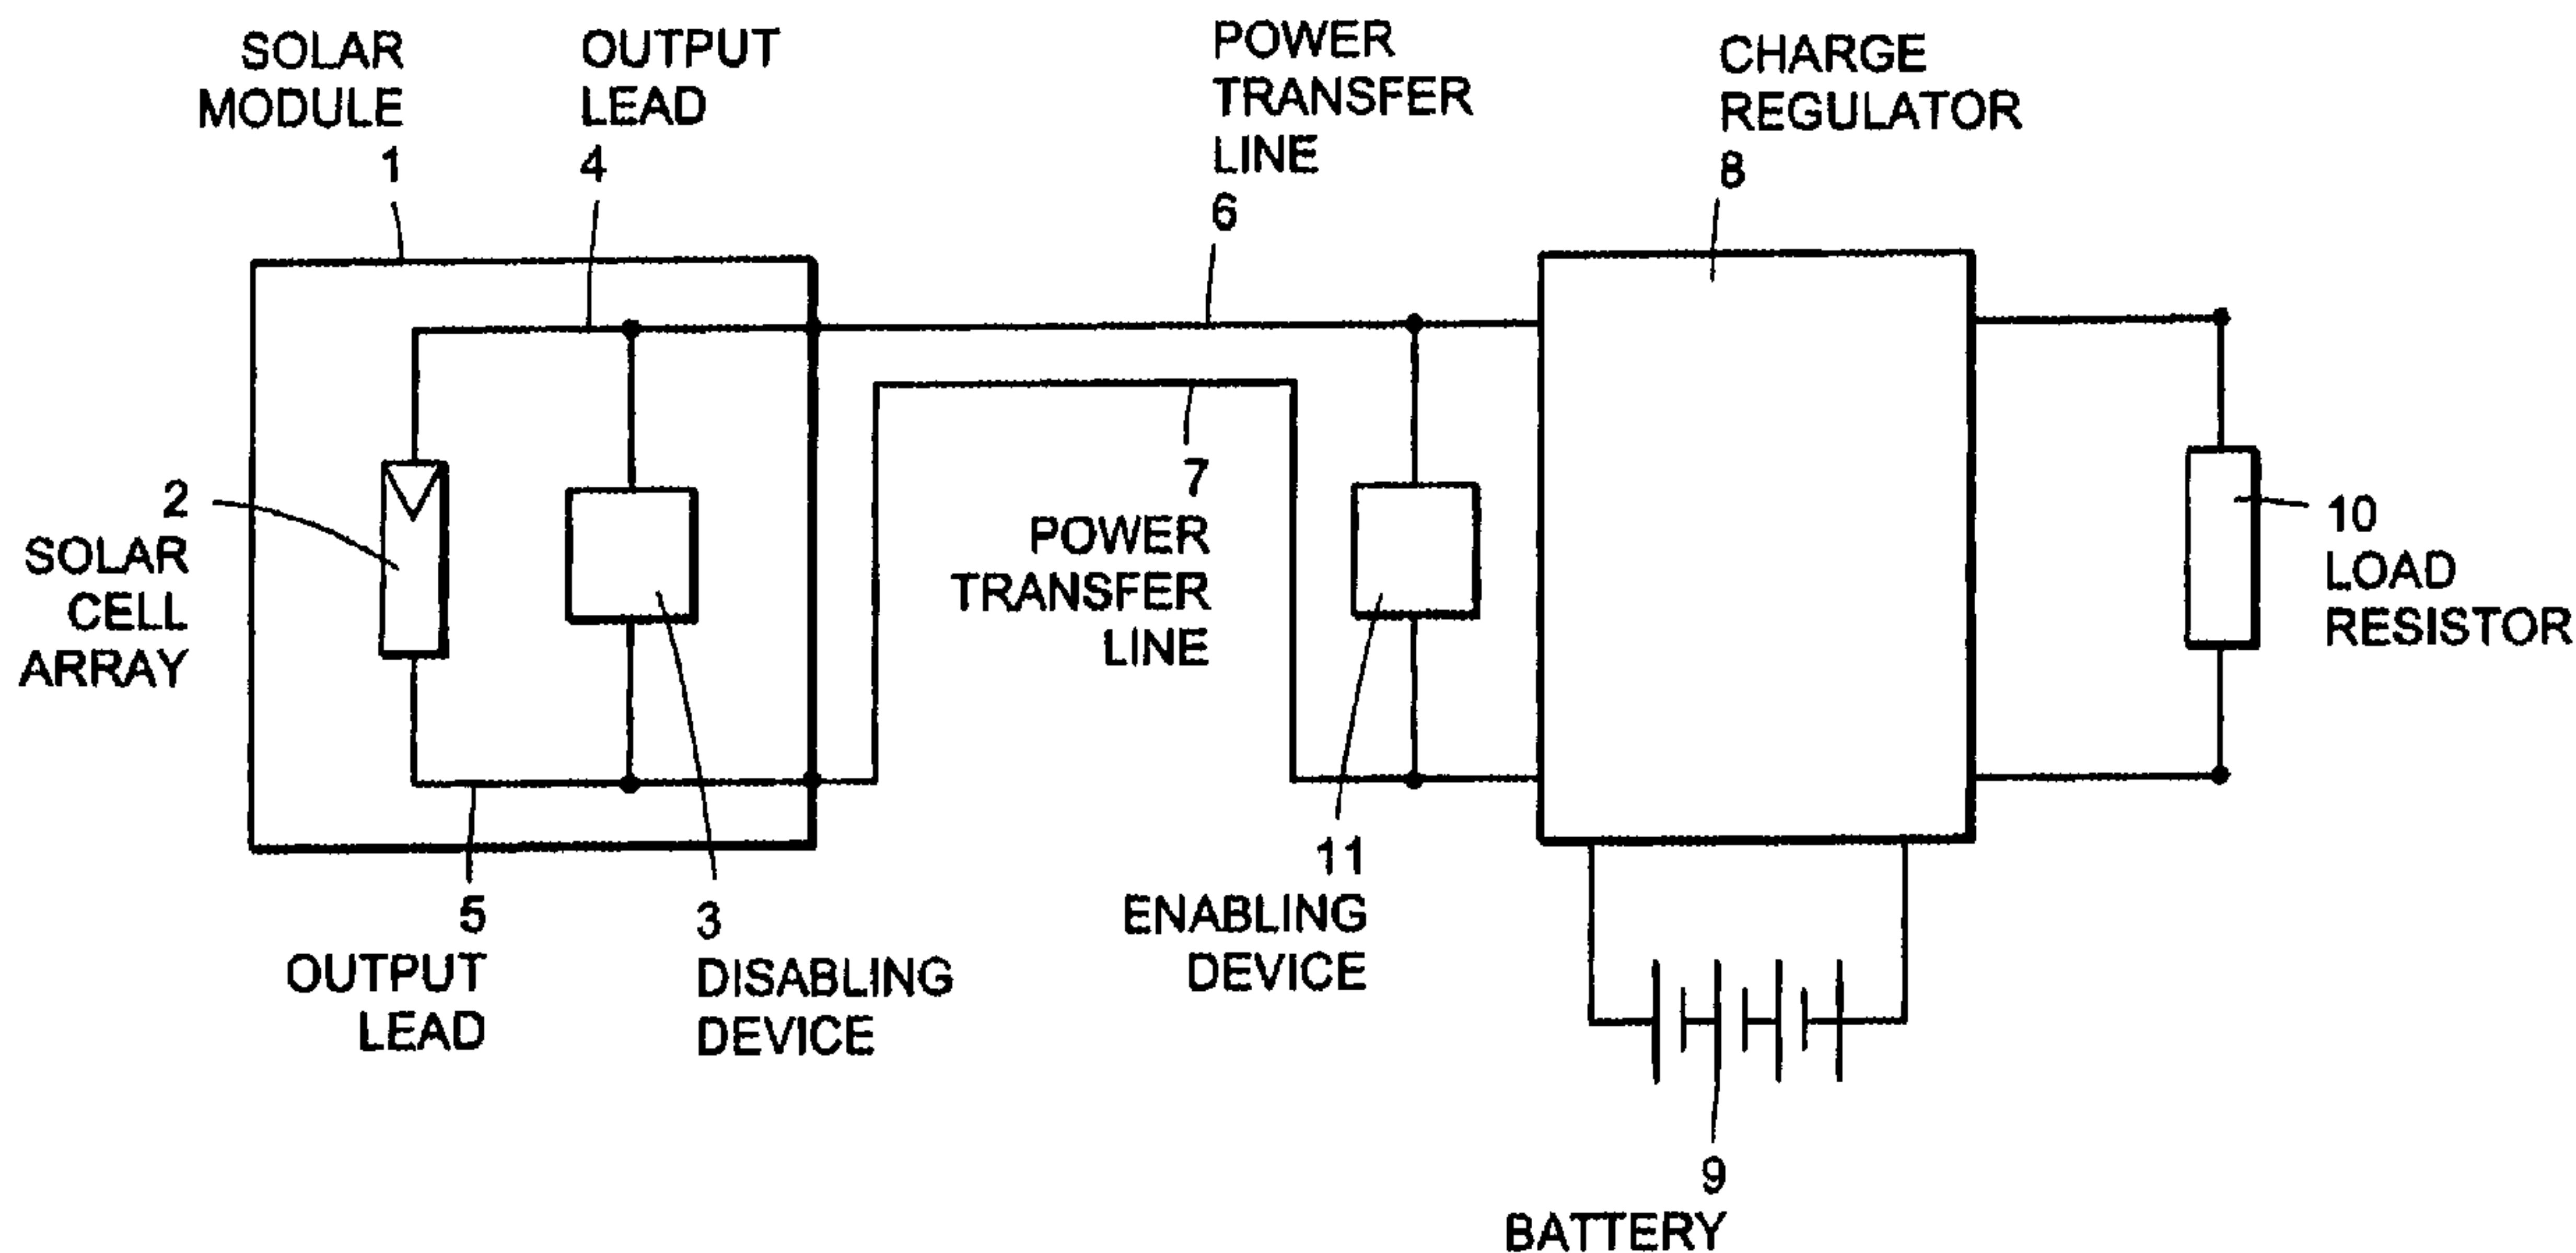 SOLAR
MODULE
1
OUTPUT
LEAD
4
POWER
TRANSFER
LINE
6
CHARGE
REGULATOR
8
2
SOLAR
CELL
ARRAY
7
POWER
TRANSFER
LINE
10
LOAD
RESISTOR
5
OUTPUT
LEAD
3
DISABLING
DEVICE
11
ENABLING
DEVICE
9
BATTERY